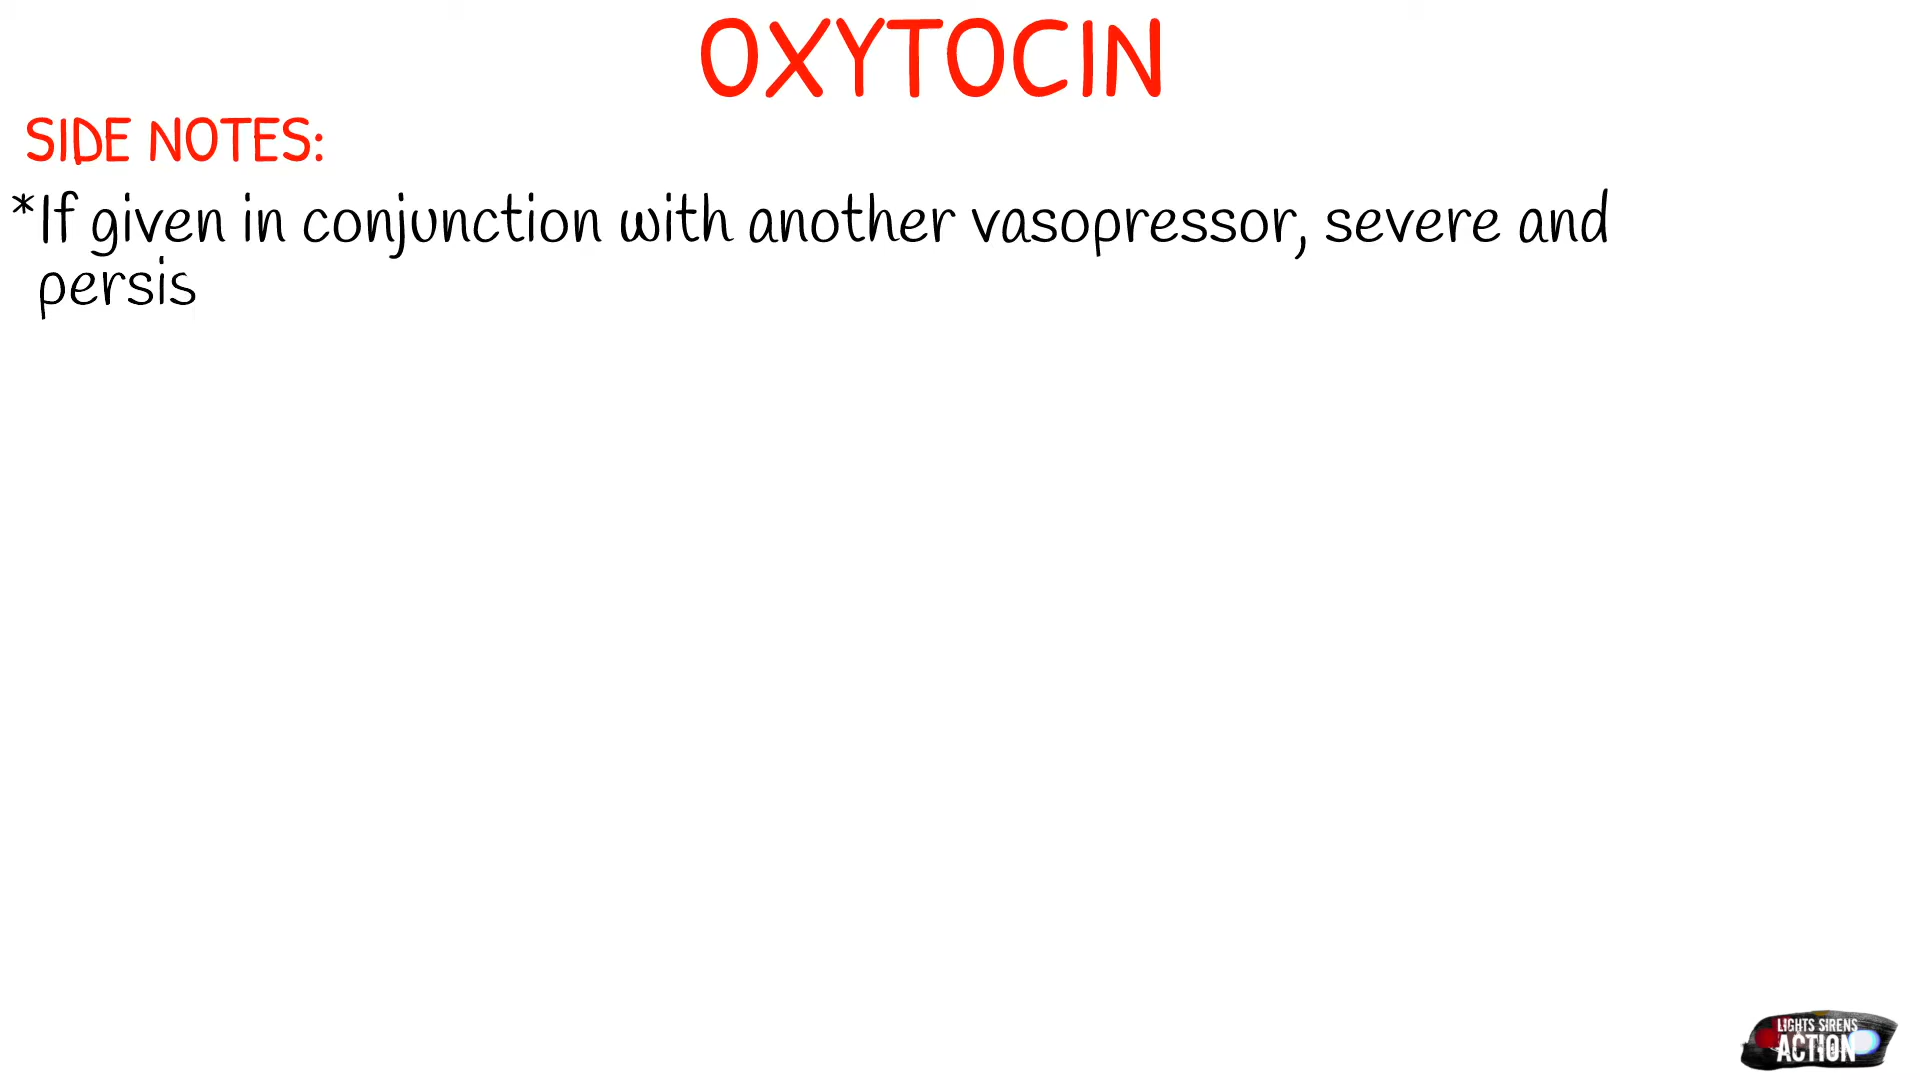 OXYTOCIN
SIDE NOTES:
*If given in conjunction with another vasopressor, severe and
persis
LIGHTS SIRENS
ACTION